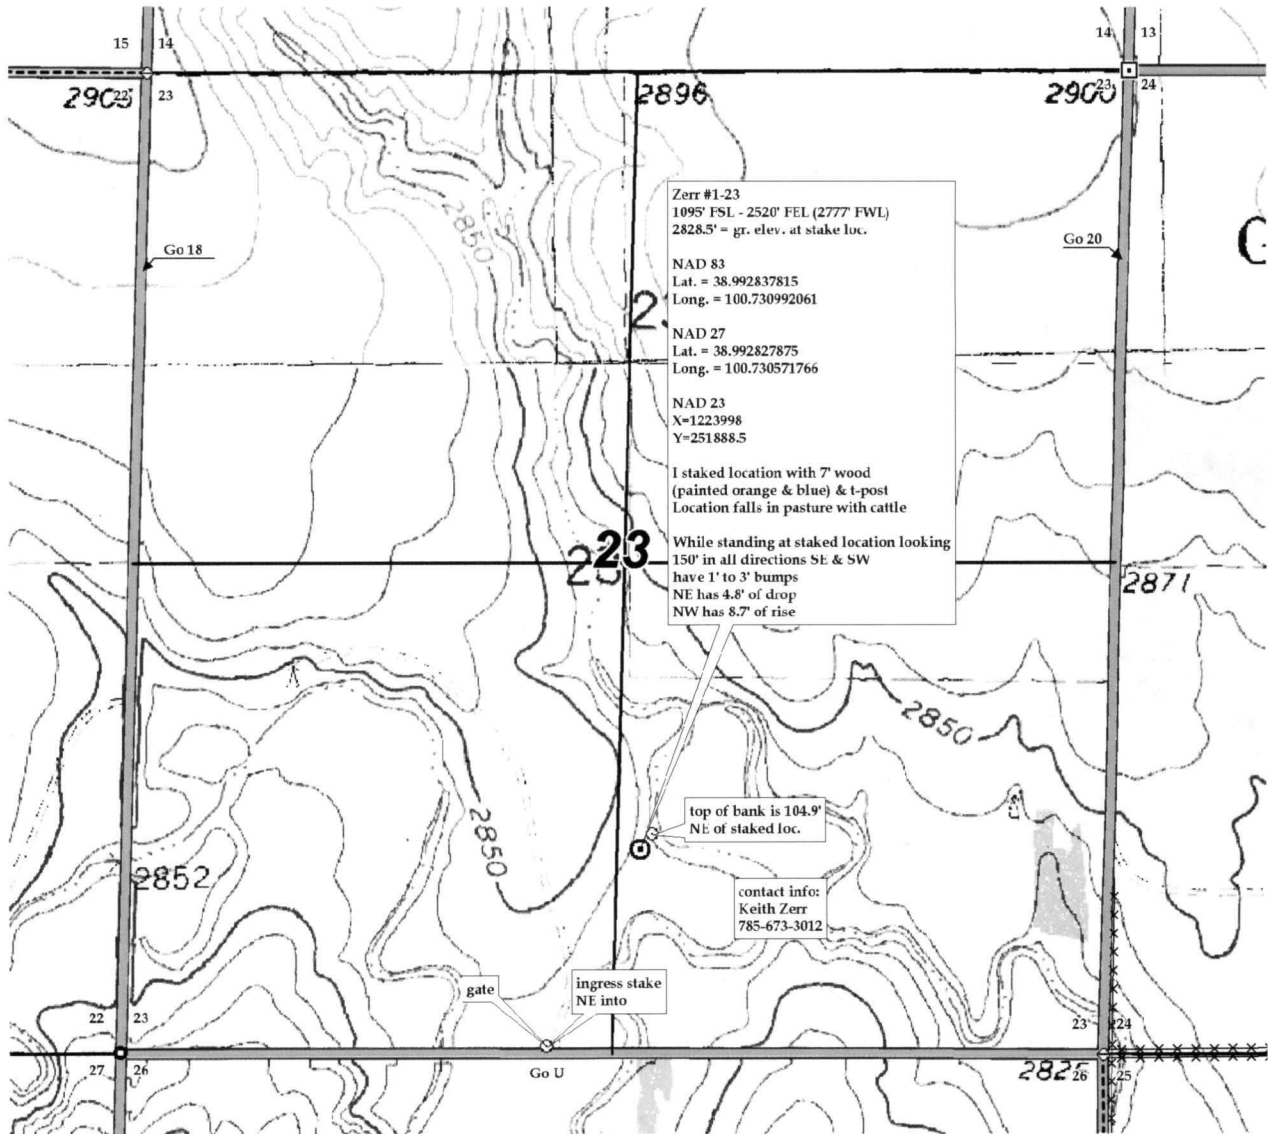 15 14
14 13
22 23
23 24
2903
2896
2900
Zerr #1-23
1095' FSL - 2520' FEL (2777' FWL)
2828.5' = gr. elev. at stake loc.
NAD 83
Lat. = 38.992837815
Long. = 100.730992061
NAD 27
Lat. = 38.992827875
Long. = 100.730571766
NAD 23
X=1223998
Y=251888.5
I staked location with 7' wood
(painted orange & blue) & t-post
Location falls in pasture with cattle
While standing at staked location looking
150' in all directions SE & SW
have 1' to 3' bumps
NE has 4.8' of drop
NW has 8.7' of rise
2850
Go 18
Go 20
G
23
2871
2850
2850
top of bank is 104.9'
NE of staked loc.
2852
contact info:
Keith Zerr
785-673-3012
gate
ingress stake
NE into
22 23
23 24
27 26
Go U
26 25